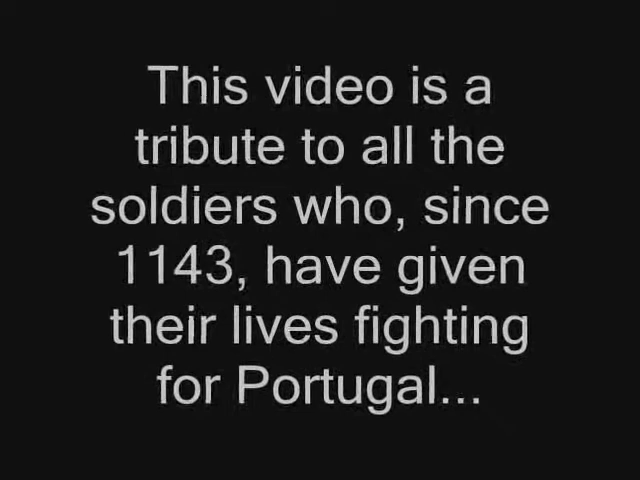 This video is a
tribute to all the
soldiers who, since
1143, have given
their lives fighting
for Portugal...